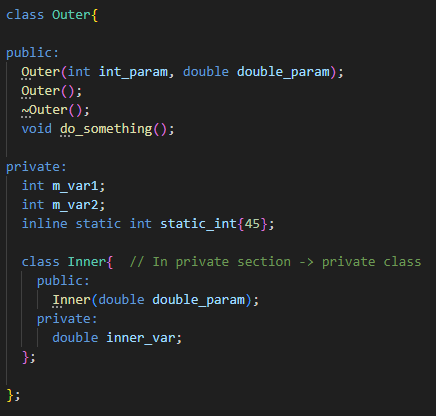 class Outer{
public:
Outer(int int_param, double double_param);
Outer();
~Outer();
void do_something();
private:
int m_var1;
int m_var2;
inline static int static_int{45};
class Inner{  // In private section -> private class
public:
Inner(double double_param);
private:
double inner_var;
};
};